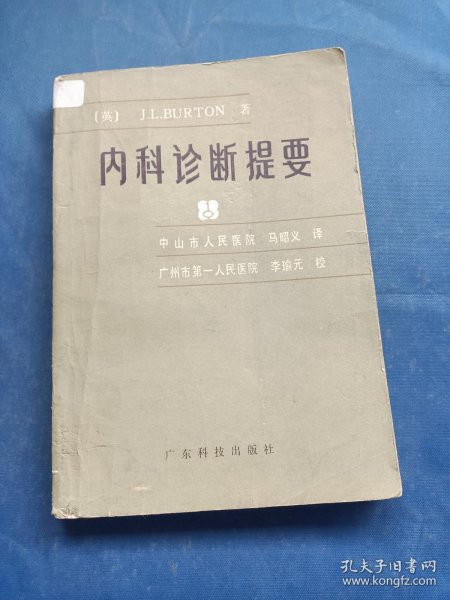 〔英〕 J.L.BURTON 著
内科诊断提要
中山市人民医院 马昭义 译
广州市第一人民医院 李瑜元 校
广东科技出版社
孔夫子旧书网
www.kongfz.com